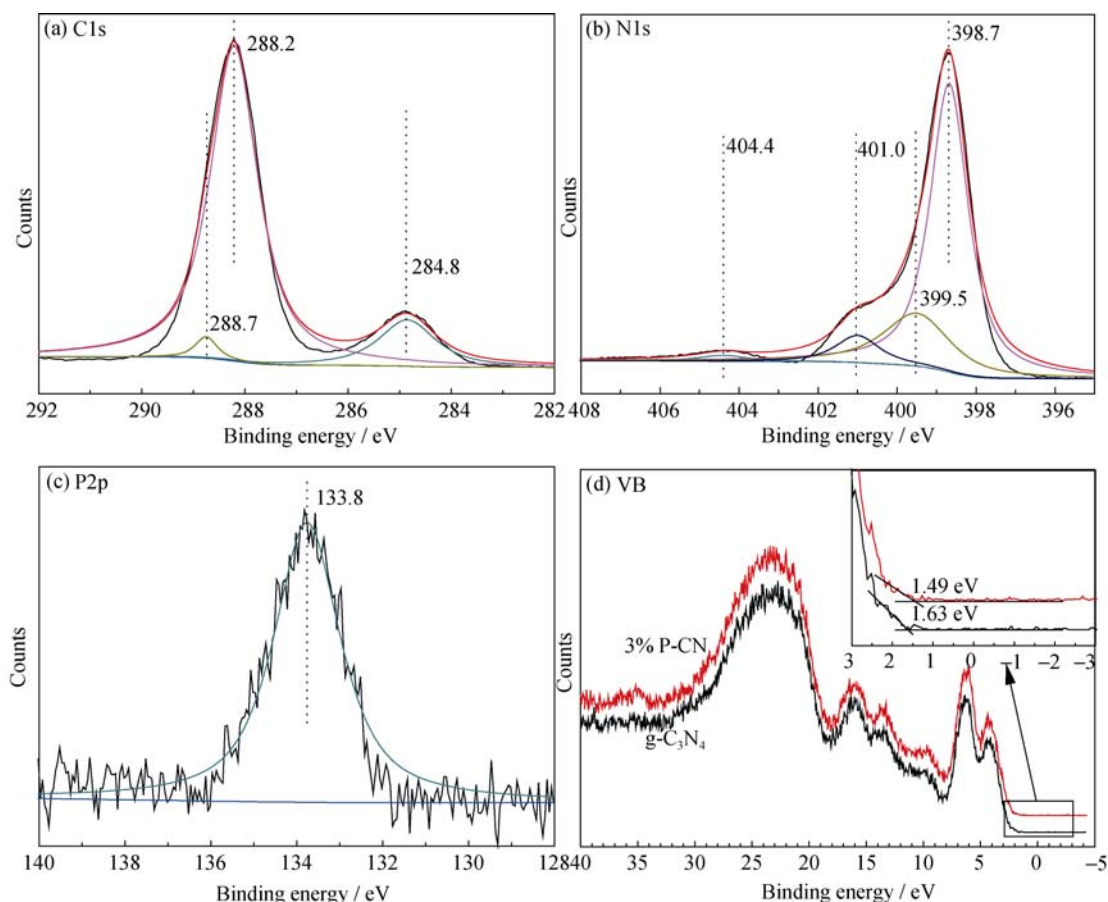 (a) C1s
288.2
284.8
288.7
Counts
292 290 288 286 284 282
Binding energy / eV
(b) N1s
398.7
404.4
401.0
399.5
Counts
408 406 404 402 400 398 396
Binding energy / eV
(c) P2p
133.8
Counts
140 138 136 134 132 130 128
Binding energy / eV
(d) VB
1.49 eV
1.63 eV
3 2 1 0 −1 −2 −3
3% P-CN
g-C₃N₄
Counts
40 35 30 25 20 15 10 5 0 −5
Binding energy / eV